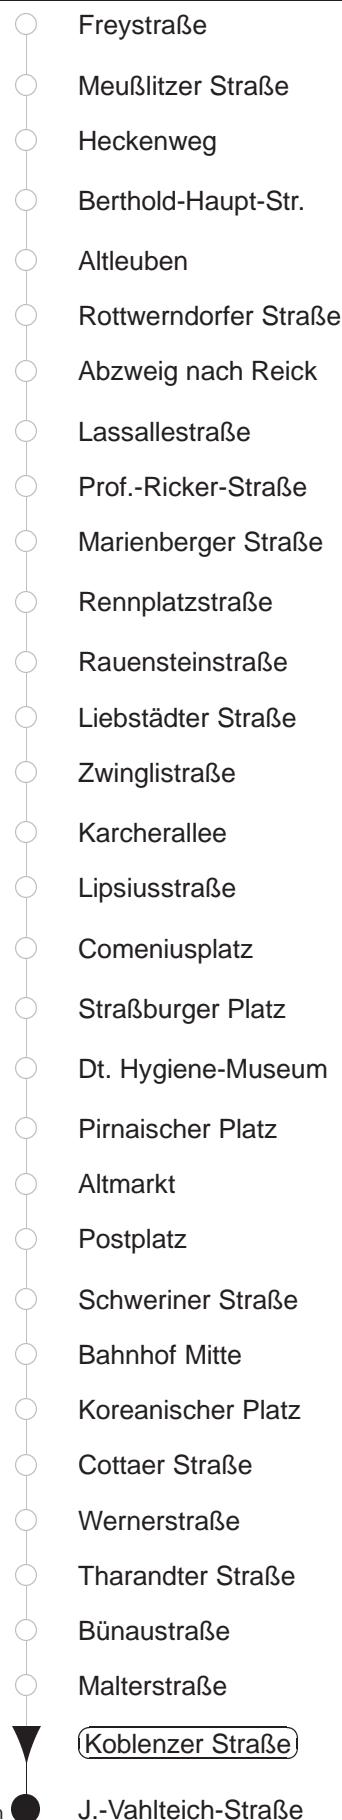 Freystraße
Meußlitzer Straße
Heckenweg
Berthold-Haupt-Str.
Altleuben
Rottwerndorfer Straße
Abzweig nach Reick
Lassallestraße
Prof.-Ricker-Straße
Marienberger Straße
Rennplatzstraße
Rauensteinstraße
Liebstädter Straße
Zwinglistraße
Karcherallee
Lipsiusstraße
Comeniusplatz
Straßburger Platz
Dt. Hygiene-Museum
Pirnaischer Platz
Altmarkt
Postplatz
Schweriner Straße
Bahnhof Mitte
Koreanischer Platz
Cottaer Straße
Wernerstraße
Tharandter Straße
Bünaustraße
Malterstraße
Koblenzer Straße
J.-Vahlteich-Straße